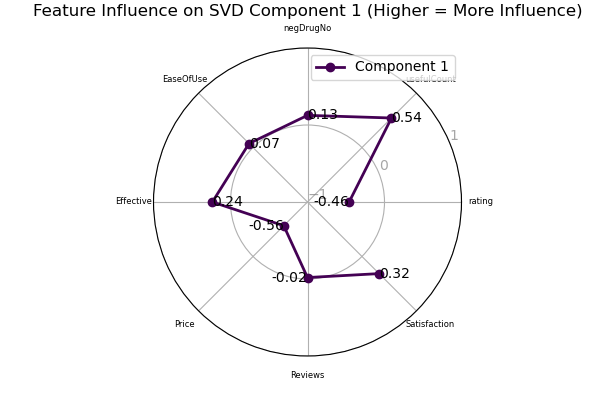 Feature Influence on SVD Component 1 (Higher = More Influence)
negDrugNo
Component 1
EaseOfUse
usefulCount
0.13
0.54
1
0.07
0
−1
Effective
0.24
-0.46
rating
-0.56
-0.02
0.32
Price
Satisfaction
Reviews